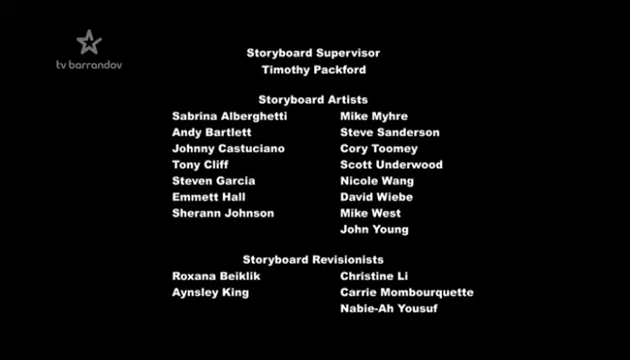 tv barrandov
Storyboard Supervisor
Timothy Packford
Storyboard Artists
Sabrina Alberghetti Mike Myhre
Andy Bartlett Steve Sanderson
Johnny Castuciano Cory Toomey
Tony Cliff Scott Underwood
Steven Garcia Nicole Wang
Emmett Hall David Wiebe
Sherann Johnson Mike West
John Young
Storyboard Revisionists
Roxana Beiklik Christine Li
Aynsley King Carrie Mombourquette
Nabie-Ah Yousuf